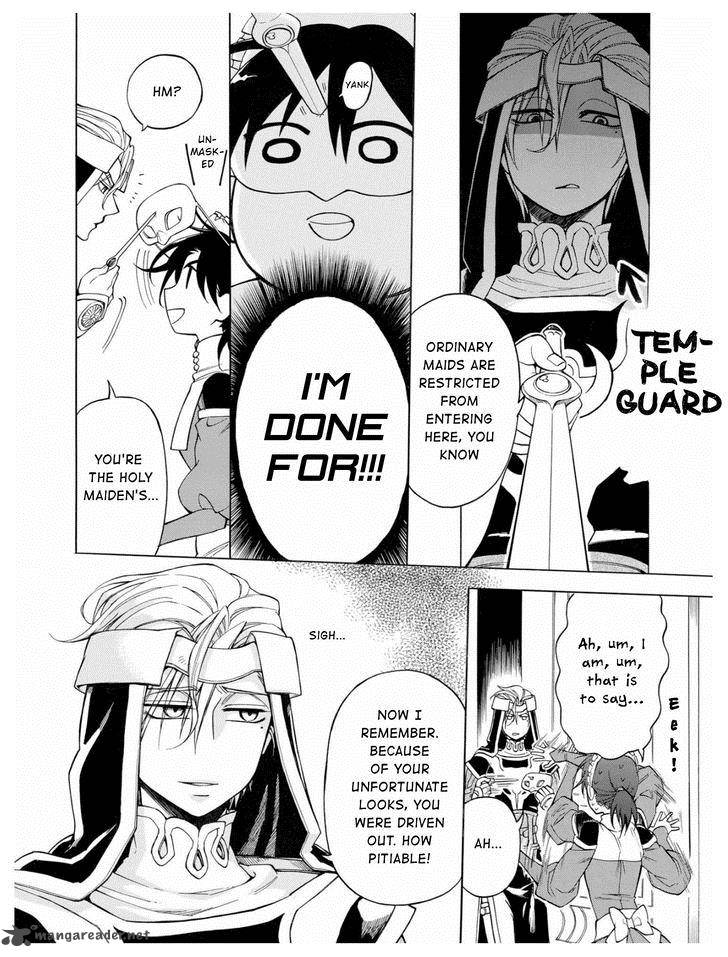 TEM-
PLE
GUARD
ORDINARY
MAIDS ARE
RESTRICTED
FROM
ENTERING
HERE, YOU
KNOW
YANK
I'M
DONE
FOR!!!
HM?
UN-
MASK-
ED
YOU'RE
THE HOLY
MAIDEN'S...
Ah, um, I
am, um,
that is
to say...
Eek!
AH...
SIGH...
NOW I
REMEMBER.
BECAUSE
OF YOUR
UNFORTUNATE
LOOKS, YOU
WERE DRIVEN
OUT. HOW
PITIABLE!
mangareader.net